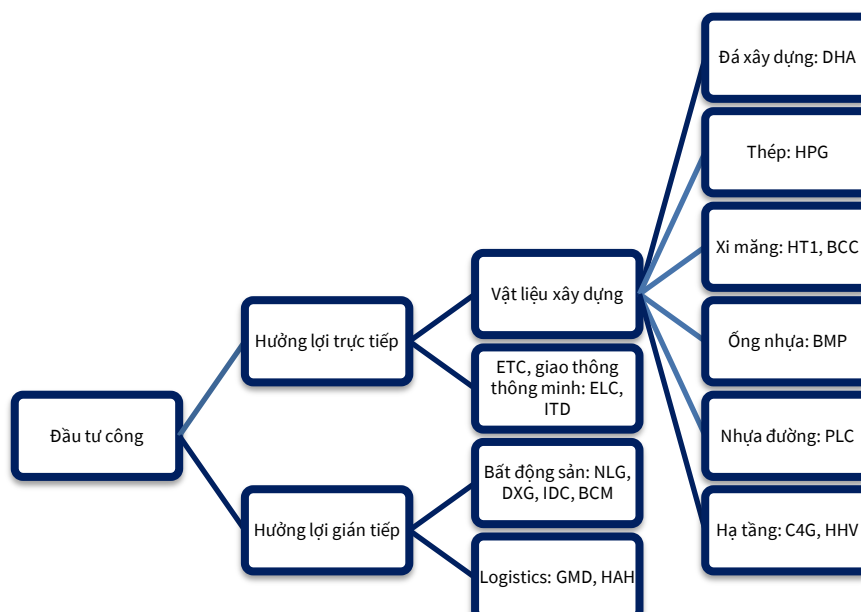 Đầu tư công
Hưởng lợi trực tiếp
Vật liệu xây dựng
Đá xây dựng: DHA
Thép: HPG
Xi măng: HT1, BCC
Ống nhựa: BMP
Nhựa đường: PLC
Hạ tầng: C4G, HHV
ETC, giao thông
thông minh: ELC,
ITD
Hưởng lợi gián tiếp
Bất động sản: NLG,
DXG, IDC, BCM
Logistics: GMD, HAH